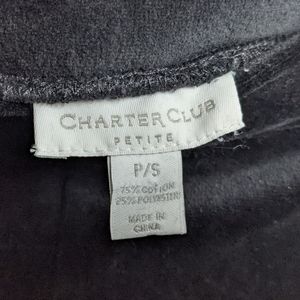 CHARTER CLUB
PETITE
P/S
75% COTTON
25% POLYESTER
MADE IN
CHINA